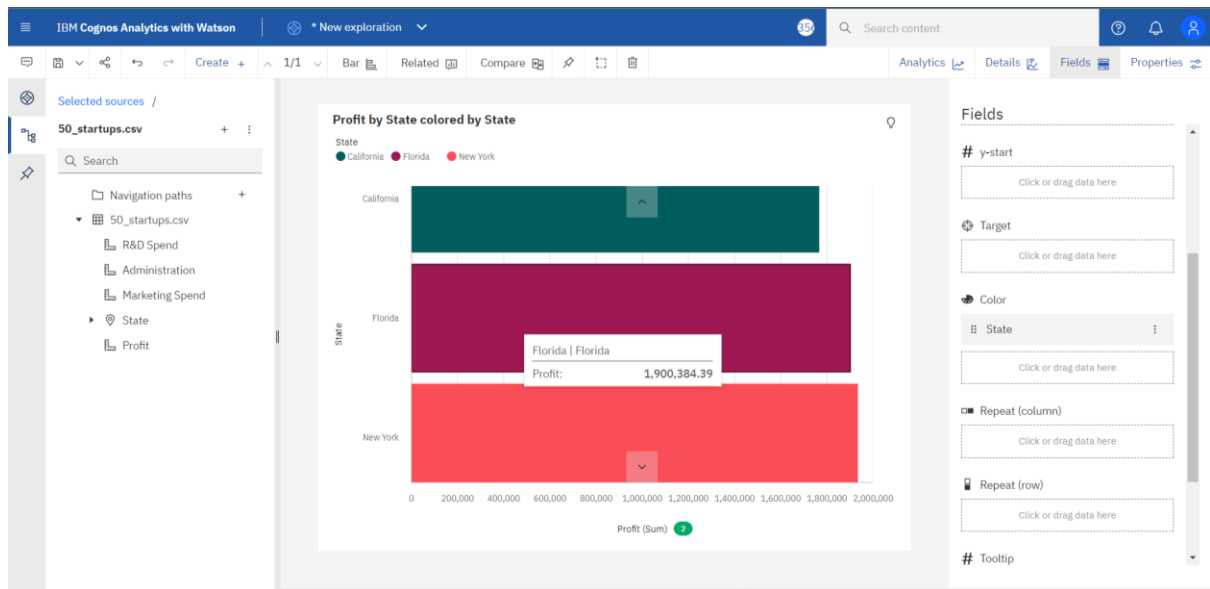 IBM Cognos Analytics with Watson
* New exploration
Search content
Create +
1/1
Bar
Related
Compare
Analytics
Details
Fields
Properties
Selected sources /
50_startups.csv
Search
Navigation paths
50_startups.csv
R&D Spend
Administration
Marketing Spend
State
Profit
Profit by State colored by State
State
California
Florida
New York
California
Florida
New York
State
Florida | Florida
Profit: 1,900,384.39
0 200,000 400,000 600,000 800,000 1,000,000 1,200,000 1,400,000 1,600,000 1,800,000 2,000,000
Profit (Sum) 2
Fields
# y-start
Click or drag data here
Target
Click or drag data here
Color
State
Click or drag data here
Repeat (column)
Click or drag data here
Repeat (row)
Click or drag data here
# Tooltip